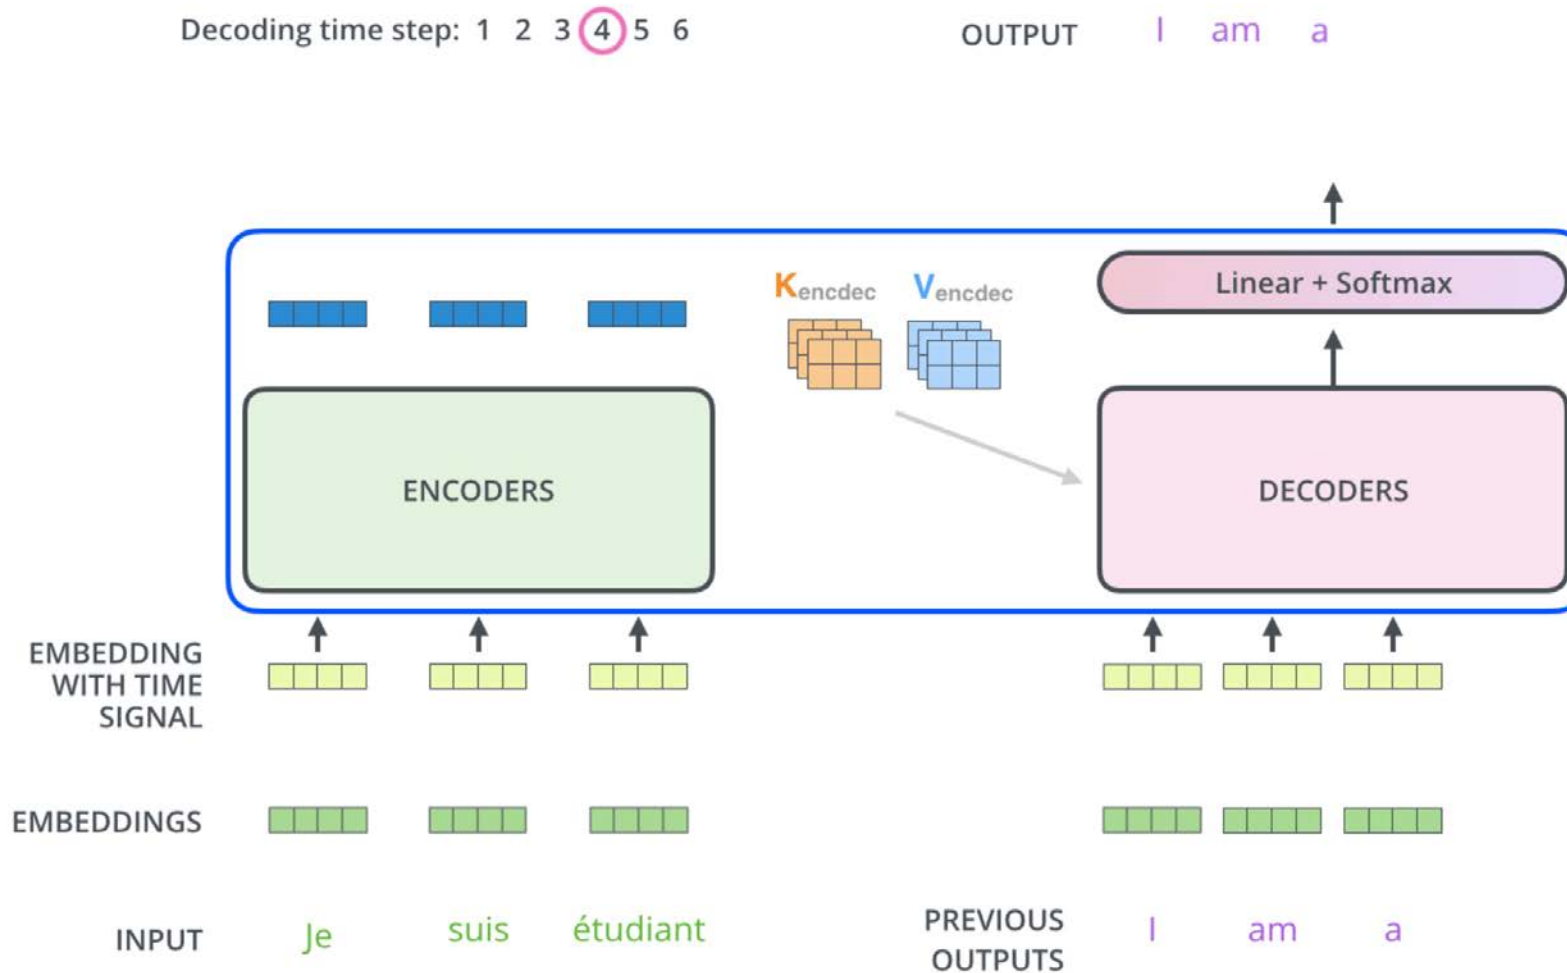 Decoding time step: 1 2 3 4 5 6
OUTPUT I am a
Kencdec Vencdec
Linear + Softmax
ENCODERS
DECODERS
EMBEDDING
WITH TIME
SIGNAL
EMBEDDINGS
INPUT Je suis étudiant
PREVIOUS
OUTPUTS
I am a